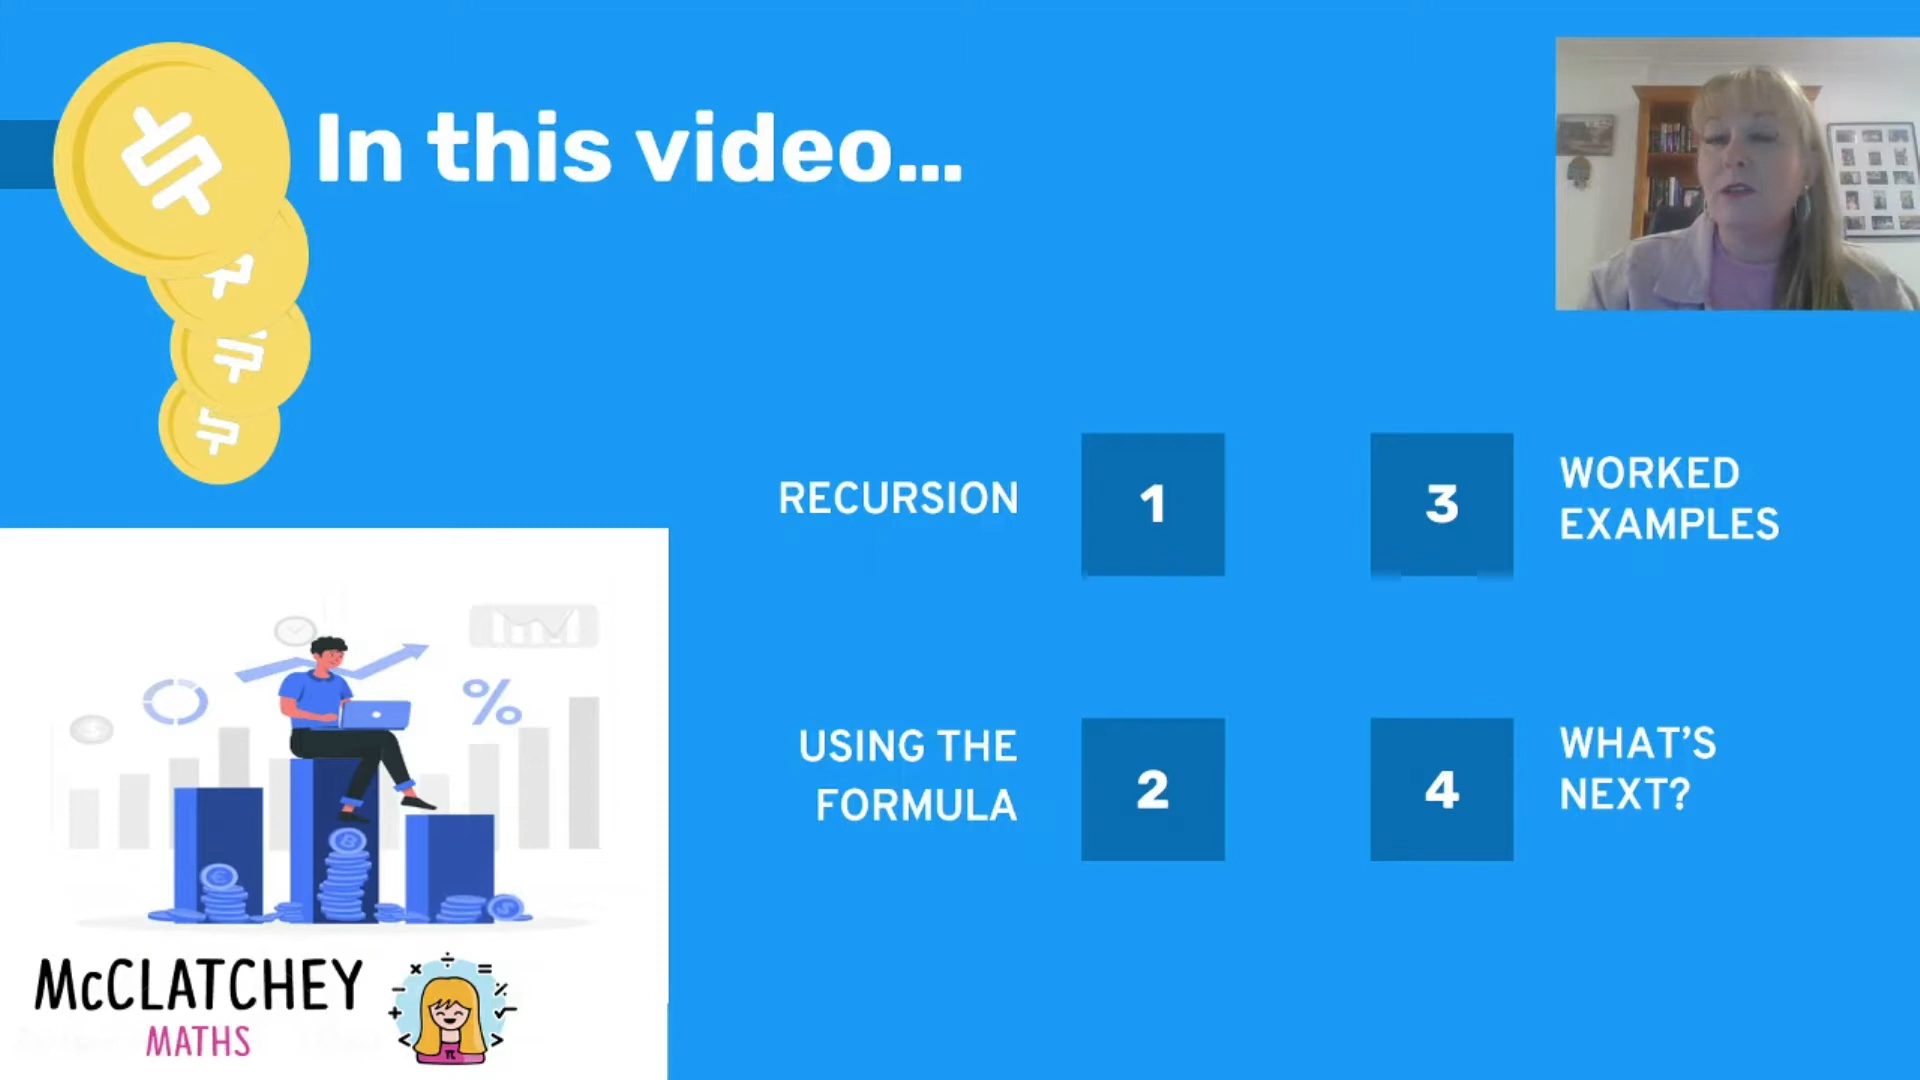 In this video...
RECURSION
1
USING THE
FORMULA
2
3
WORKED
EXAMPLES
4
WHAT'S
NEXT?
McCLATCHEY
MATHS